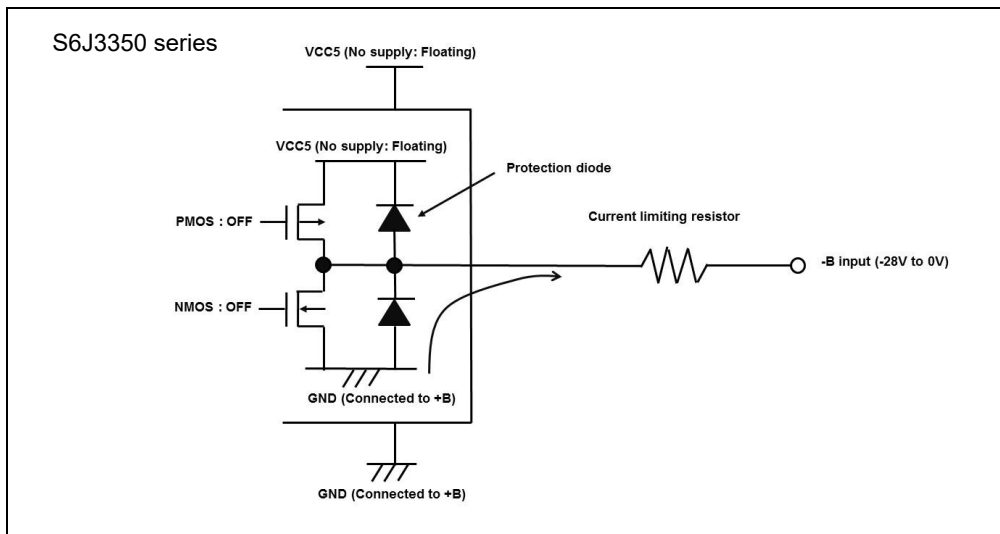 S6J3350 series
VCC5 (No supply: Floating)
VCC5 (No supply: Floating)
Protection diode
PMOS : OFF
Current limiting resistor
-B input (-28V to 0V)
NMOS : OFF
GND (Connected to +B)
GND (Connected to +B)